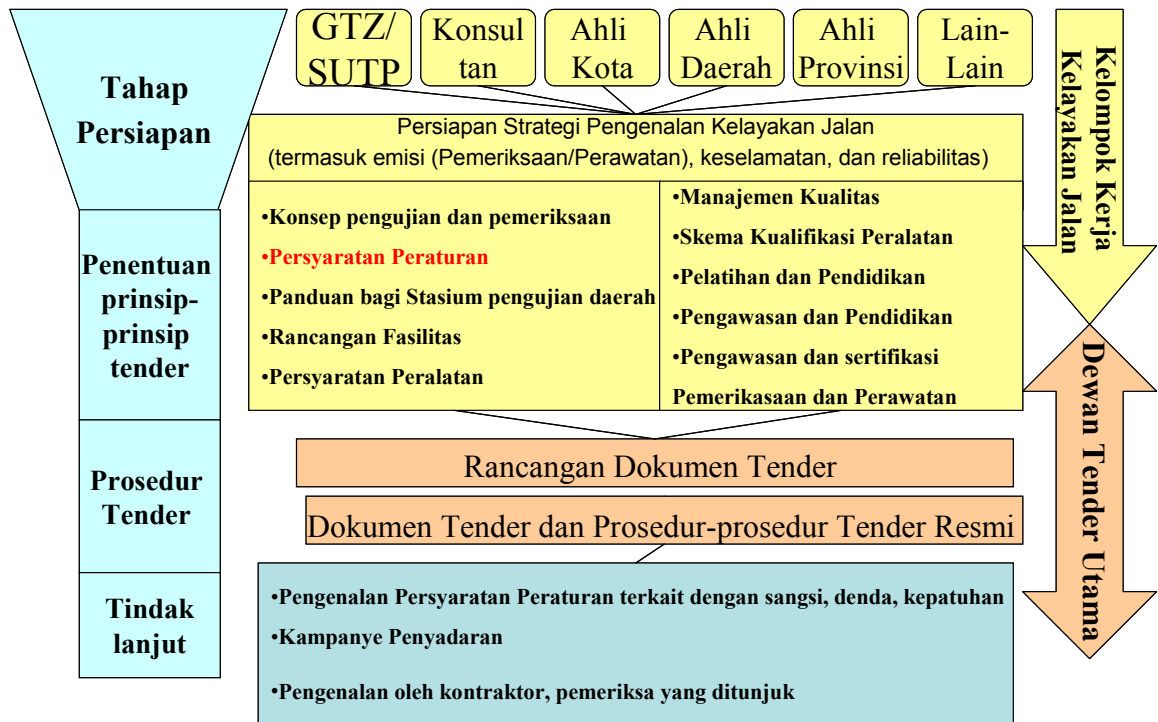 GTZ/
SUTP
Konsul
tan
Ahli
Kota
Ahli
Daerah
Ahli
Provinsi
Lain-
Lain
Tahap
Persiapan
Persiapan Strategi Pengenalan Kelayakan Jalan
(termasuk emisi (Pemeriksaan/Perawatan), keselamatan, dan reliabilitas)
Kelompok Kerja
Kelayakan Jalan
Penentuan
prinsip-
prinsip
tender
•Konsep pengujian dan pemeriksaan
•Persyaratan Peraturan
•Panduan bagi Stasium pengujian daerah
•Rancangan Fasilitas
•Persyaratan Peralatan
•Manajemen Kualitas
•Skema Kualifikasi Peralatan
•Pelatihan dan Pendidikan
•Pengawasan dan Pendidikan
•Pengawasan dan sertifikasi
Pemerikasaan dan Perawatan
Dewan Tender Utama
Prosedur
Tender
Rancangan Dokumen Tender
Dokumen Tender dan Prosedur-prosedur Tender Resmi
Tindak
lanjut
•Pengenalan Persyaratan Peraturan terkait dengan sangsi, denda, kepatuhan
•Kampanye Penyadaran
•Pengenalan oleh kontraktor, pemeriksa yang ditunjuk